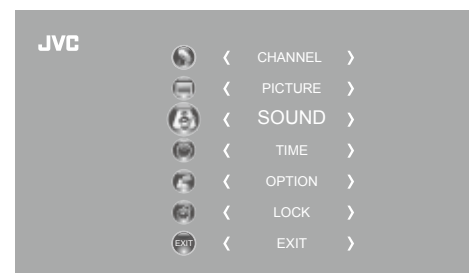 JVC
CHANNEL
PICTURE
SOUND
TIME
OPTION
LOCK
EXIT EXIT